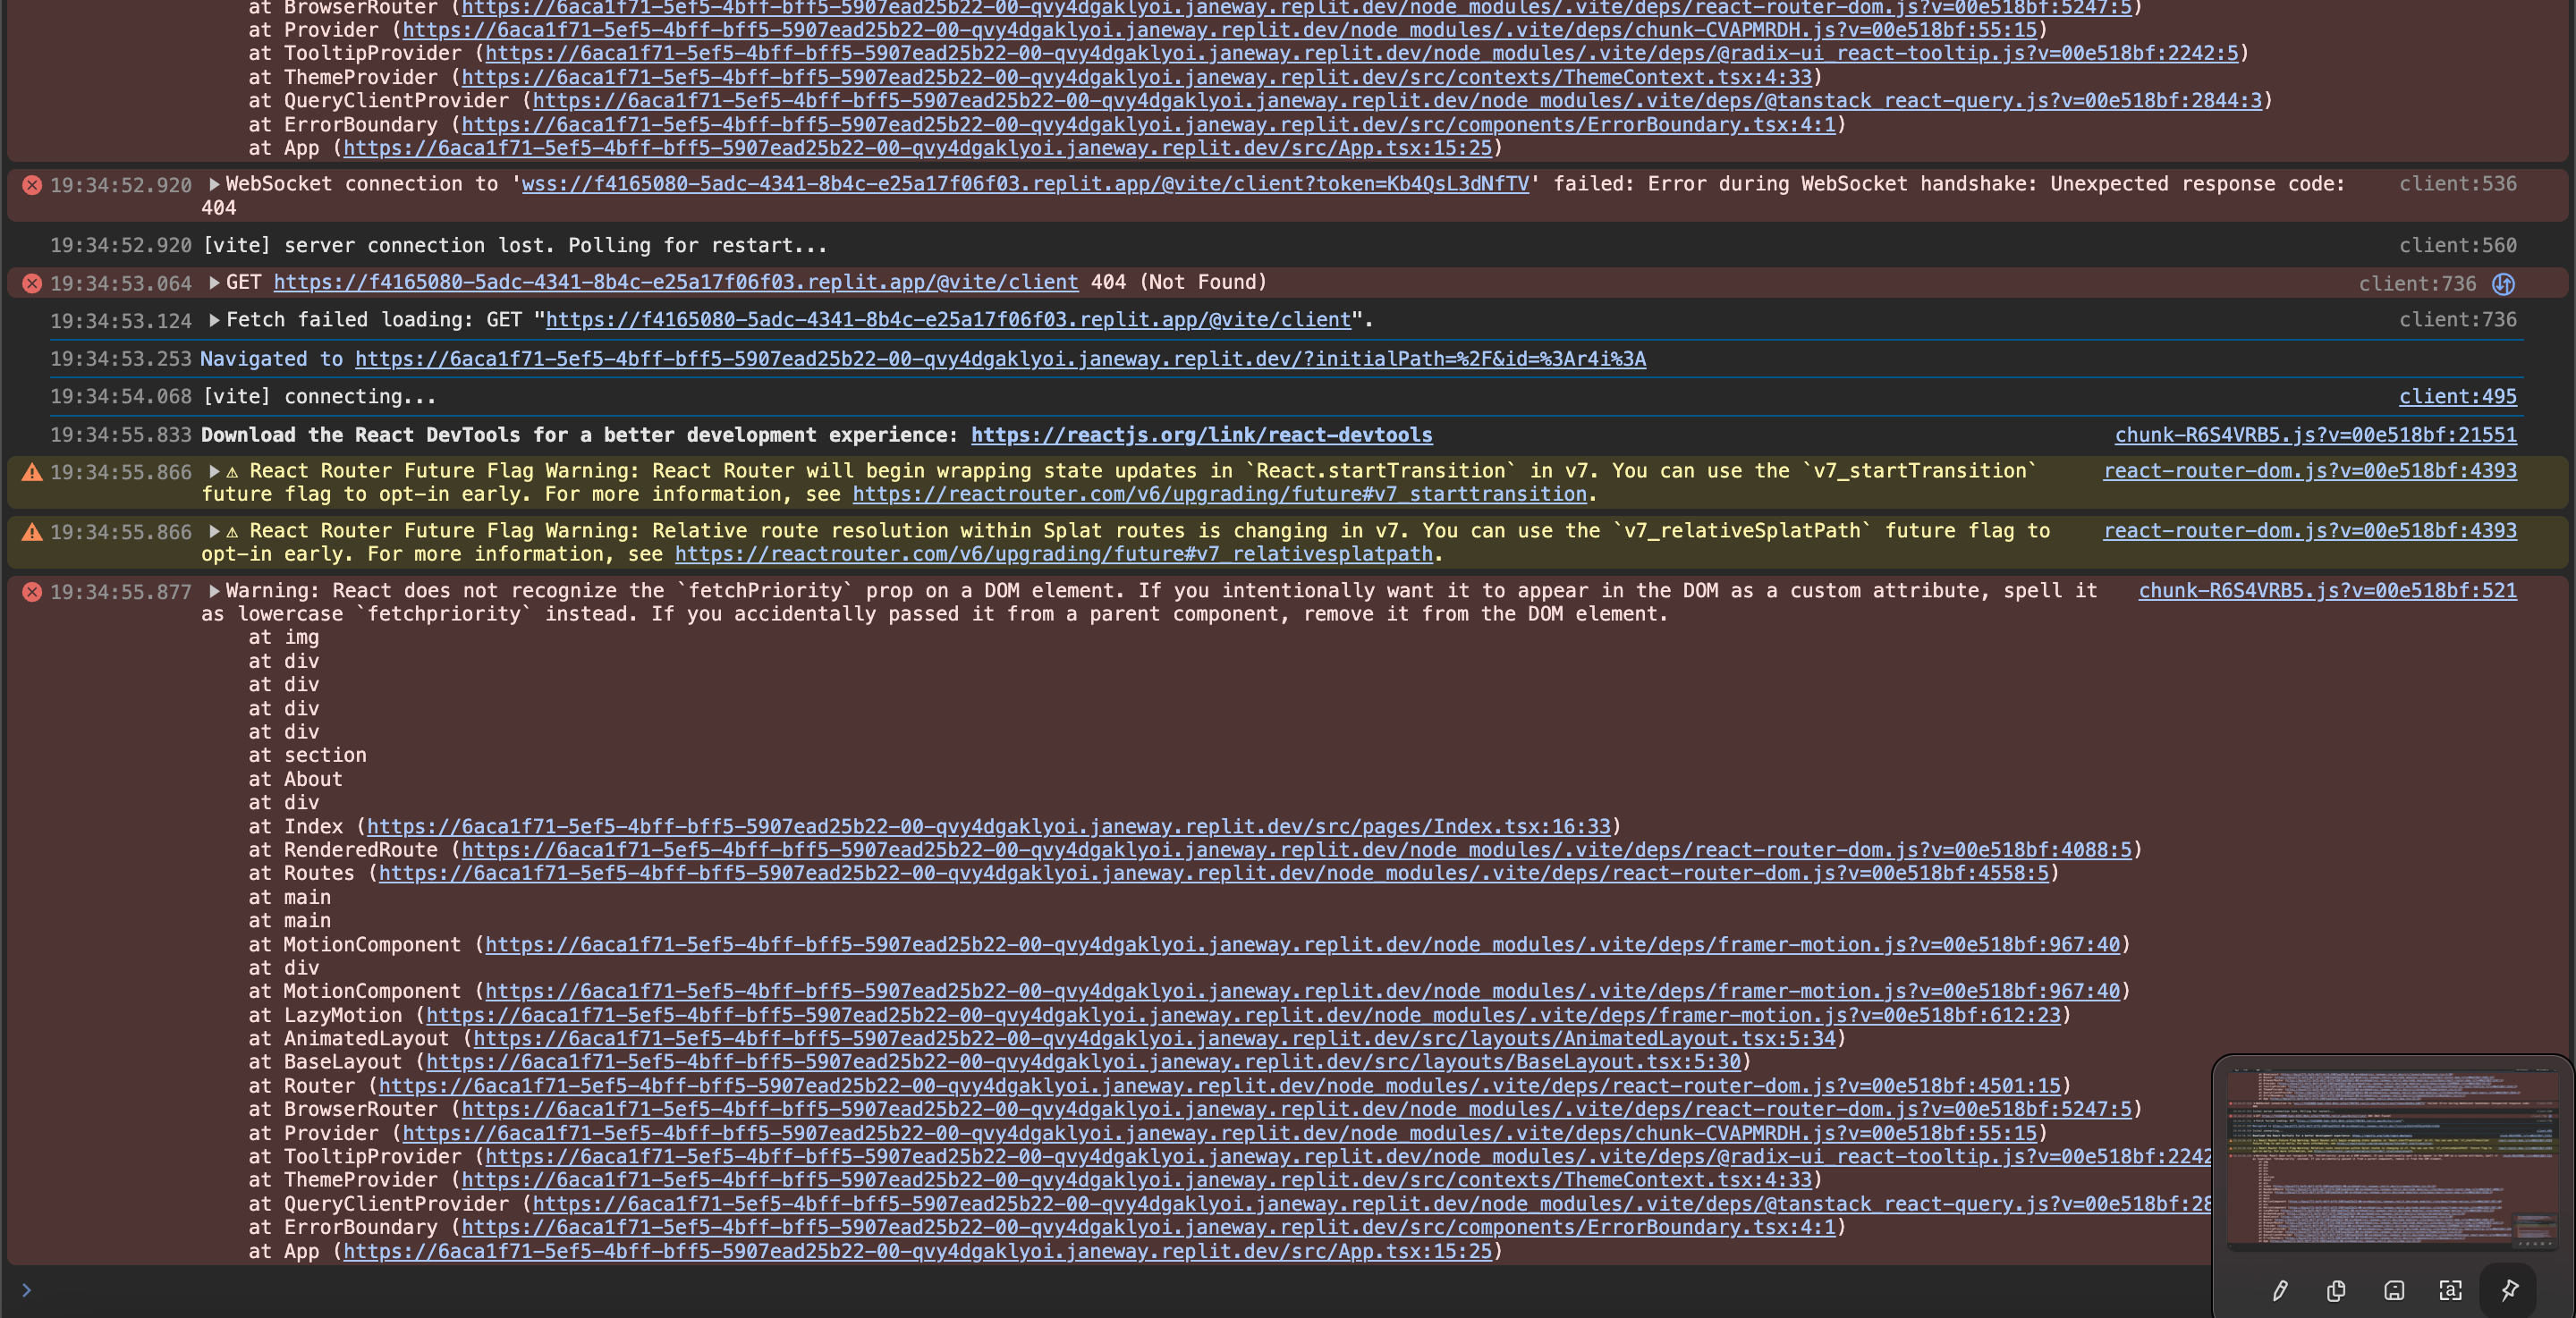 at BrowserRouter (https://6aca1f71-5ef5-4bff-bff5-5907ead25b22-00-qvy4dgaklyoi.janeway.replit.dev/node_modules/.vite/deps/react-router-dom.js?v=00e518bf:5247:5)
at Provider (https://6aca1f71-5ef5-4bff-bff5-5907ead25b22-00-qvy4dgaklyoi.janeway.replit.dev/node_modules/.vite/deps/chunk-CVAPMRDH.js?v=00e518bf:55:15)
at TooltipProvider (https://6aca1f71-5ef5-4bff-bff5-5907ead25b22-00-qvy4dgaklyoi.janeway.replit.dev/node_modules/.vite/deps/@radix-ui_react-tooltip.js?v=00e518bf:2242:5)
at ThemeProvider (https://6aca1f71-5ef5-4bff-bff5-5907ead25b22-00-qvy4dgaklyoi.janeway.replit.dev/src/contexts/ThemeContext.tsx:4:33)
at QueryClientProvider (https://6aca1f71-5ef5-4bff-bff5-5907ead25b22-00-qvy4dgaklyoi.janeway.replit.dev/node_modules/.vite/deps/@tanstack_react-query.js?v=00e518bf:2844:3)
at ErrorBoundary (https://6aca1f71-5ef5-4bff-bff5-5907ead25b22-00-qvy4dgaklyoi.janeway.replit.dev/src/components/ErrorBoundary.tsx:4:1)
at App (https://6aca1f71-5ef5-4bff-bff5-5907ead25b22-00-qvy4dgaklyoi.janeway.replit.dev/src/App.tsx:15:25)
19:34:52.920 ▶WebSocket connection to 'wss://f4165080-5adc-4341-8b4c-e25a17f06f03.replit.app/@vite/client?token=Kb4QsL3dNfTV' failed: Error during WebSocket handshake: Unexpected response code: client:536
404
19:34:52.920 [vite] server connection lost. Polling for restart... client:560
19:34:53.064 ▶GET https://f4165080-5adc-4341-8b4c-e25a17f06f03.replit.app/@vite/client 404 (Not Found) client:736
19:34:53.124 ▶Fetch failed loading: GET "https://f4165080-5adc-4341-8b4c-e25a17f06f03.replit.app/@vite/client". client:736
19:34:53.253 Navigated to https://6aca1f71-5ef5-4bff-bff5-5907ead25b22-00-qvy4dgaklyoi.janeway.replit.dev/?initialPath=%2F&id=%3Ar4i%3A
19:34:54.068 [vite] connecting... client:495
19:34:55.833 Download the React DevTools for a better development experience: https://reactjs.org/link/react-devtools chunk-R6S4VRB5.js?v=00e518bf:21551
19:34:55.866 ▶⚠ React Router Future Flag Warning: React Router will begin wrapping state updates in `React.startTransition` in v7. You can use the `v7_startTransition` react-router-dom.js?v=00e518bf:4393
future flag to opt-in early. For more information, see https://reactrouter.com/v6/upgrading/future#v7_starttransition.
19:34:55.866 ▶⚠ React Router Future Flag Warning: Relative route resolution within Splat routes is changing in v7. You can use the `v7_relativeSplatPath` future flag to react-router-dom.js?v=00e518bf:4393
opt-in early. For more information, see https://reactrouter.com/v6/upgrading/future#v7_relativesplatpath.
19:34:55.877 ▶Warning: React does not recognize the `fetchPriority` prop on a DOM element. If you intentionally want it to appear in the DOM as a custom attribute, spell it chunk-R6S4VRB5.js?v=00e518bf:521
as lowercase `fetchpriority` instead. If you accidentally passed it from a parent component, remove it from the DOM element.
at img
at div
at div
at div
at div
at section
at About
at div
at Index (https://6aca1f71-5ef5-4bff-bff5-5907ead25b22-00-qvy4dgaklyoi.janeway.replit.dev/src/pages/Index.tsx:16:33)
at RenderedRoute (https://6aca1f71-5ef5-4bff-bff5-5907ead25b22-00-qvy4dgaklyoi.janeway.replit.dev/node_modules/.vite/deps/react-router-dom.js?v=00e518bf:4088:5)
at Routes (https://6aca1f71-5ef5-4bff-bff5-5907ead25b22-00-qvy4dgaklyoi.janeway.replit.dev/node_modules/.vite/deps/react-router-dom.js?v=00e518bf:4558:5)
at main
at main
at MotionComponent (https://6aca1f71-5ef5-4bff-bff5-5907ead25b22-00-qvy4dgaklyoi.janeway.replit.dev/node_modules/.vite/deps/framer-motion.js?v=00e518bf:967:40)
at div
at MotionComponent (https://6aca1f71-5ef5-4bff-bff5-5907ead25b22-00-qvy4dgaklyoi.janeway.replit.dev/node_modules/.vite/deps/framer-motion.js?v=00e518bf:967:40)
at LazyMotion (https://6aca1f71-5ef5-4bff-bff5-5907ead25b22-00-qvy4dgaklyoi.janeway.replit.dev/node_modules/.vite/deps/framer-motion.js?v=00e518bf:612:23)
at AnimatedLayout (https://6aca1f71-5ef5-4bff-bff5-5907ead25b22-00-qvy4dgaklyoi.janeway.replit.dev/src/layouts/AnimatedLayout.tsx:5:34)
at BaseLayout (https://6aca1f71-5ef5-4bff-bff5-5907ead25b22-00-qvy4dgaklyoi.janeway.replit.dev/src/layouts/BaseLayout.tsx:5:30)
at Router (https://6aca1f71-5ef5-4bff-bff5-5907ead25b22-00-qvy4dgaklyoi.janeway.replit.dev/node_modules/.vite/deps/react-router-dom.js?v=00e518bf:4501:15)
at BrowserRouter (https://6aca1f71-5ef5-4bff-bff5-5907ead25b22-00-qvy4dgaklyoi.janeway.replit.dev/node_modules/.vite/deps/react-router-dom.js?v=00e518bf:5247:5)
at Provider (https://6aca1f71-5ef5-4bff-bff5-5907ead25b22-00-qvy4dgaklyoi.janeway.replit.dev/node_modules/.vite/deps/chunk-CVAPMRDH.js?v=00e518bf:55:15)
at TooltipProvider (https://6aca1f71-5ef5-4bff-bff5-5907ead25b22-00-qvy4dgaklyoi.janeway.replit.dev/node_modules/.vite/deps/@radix-ui_react-tooltip.js?v=00e518bf:2242
at ThemeProvider (https://6aca1f71-5ef5-4bff-bff5-5907ead25b22-00-qvy4dgaklyoi.janeway.replit.dev/src/contexts/ThemeContext.tsx:4:33)
at QueryClientProvider (https://6aca1f71-5ef5-4bff-bff5-5907ead25b22-00-qvy4dgaklyoi.janeway.replit.dev/node_modules/.vite/deps/@tanstack_react-query.js?v=00e518bf:28
at ErrorBoundary (https://6aca1f71-5ef5-4bff-bff5-5907ead25b22-00-qvy4dgaklyoi.janeway.replit.dev/src/components/ErrorBoundary.tsx:4:1)
at App (https://6aca1f71-5ef5-4bff-bff5-5907ead25b22-00-qvy4dgaklyoi.janeway.replit.dev/src/App.tsx:15:25)